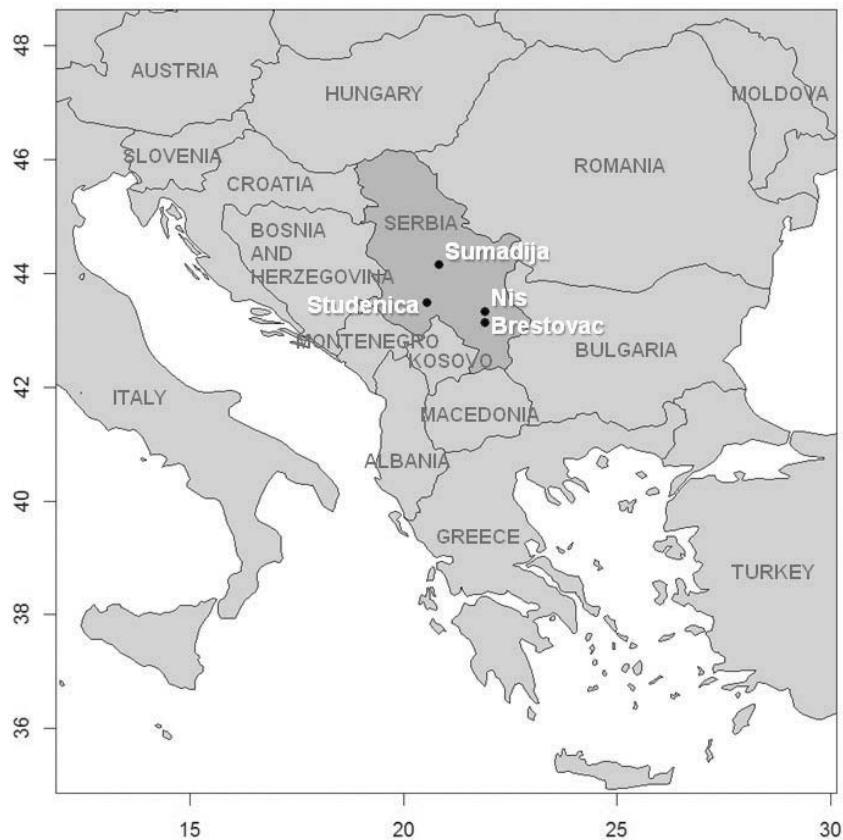 48
AUSTRIA
HUNGARY
MOLDOVA
46
SLOVENIA
ROMANIA
CROATIA
BOSNIA
AND
HERZEGOVINA
SERBIA
Sumadija
44
Studenica
Nis
Brestovac
MONTENEGRO
KOSOVO
BULGARIA
42
ITALY
MACEDONIA
ALBANIA
40
GREECE
TURKEY
38
36
15
20
25
30